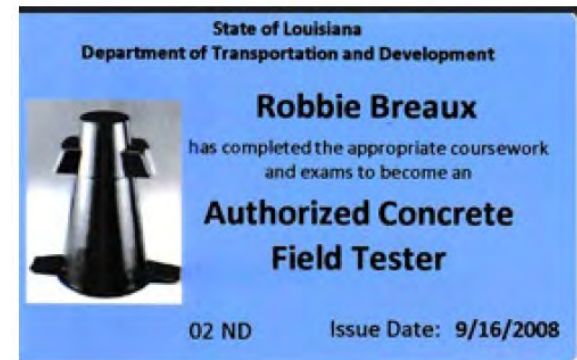 State of Louisiana
Department of Transportation and Development
Robbie Breaux
has completed the appropriate coursework
and exams to become an
Authorized Concrete
Field Tester
02 ND Issue Date: 9/16/2008